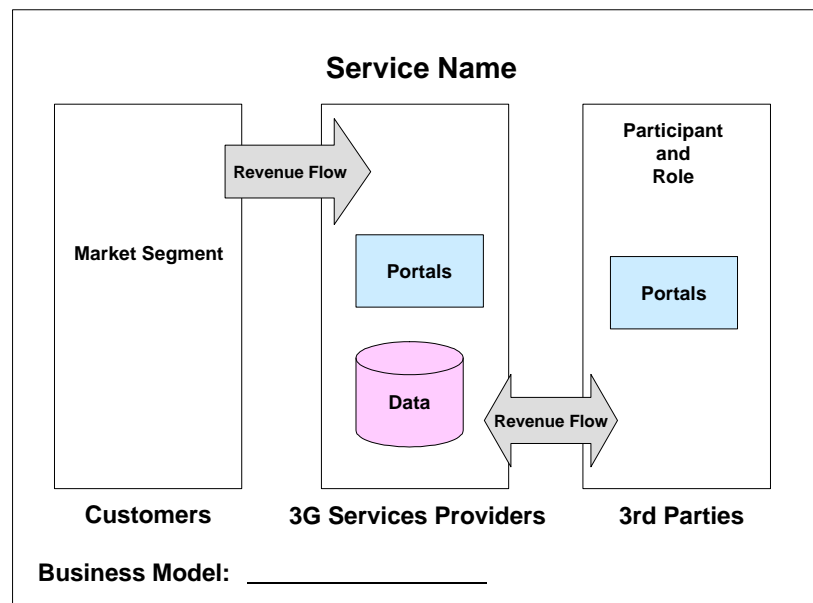 Service Name
Market Segment
Revenue Flow
Portals
Data
Participant
and
Role
Portals
Revenue Flow
Customers
3G Services Providers
3rd Parties
Business Model: